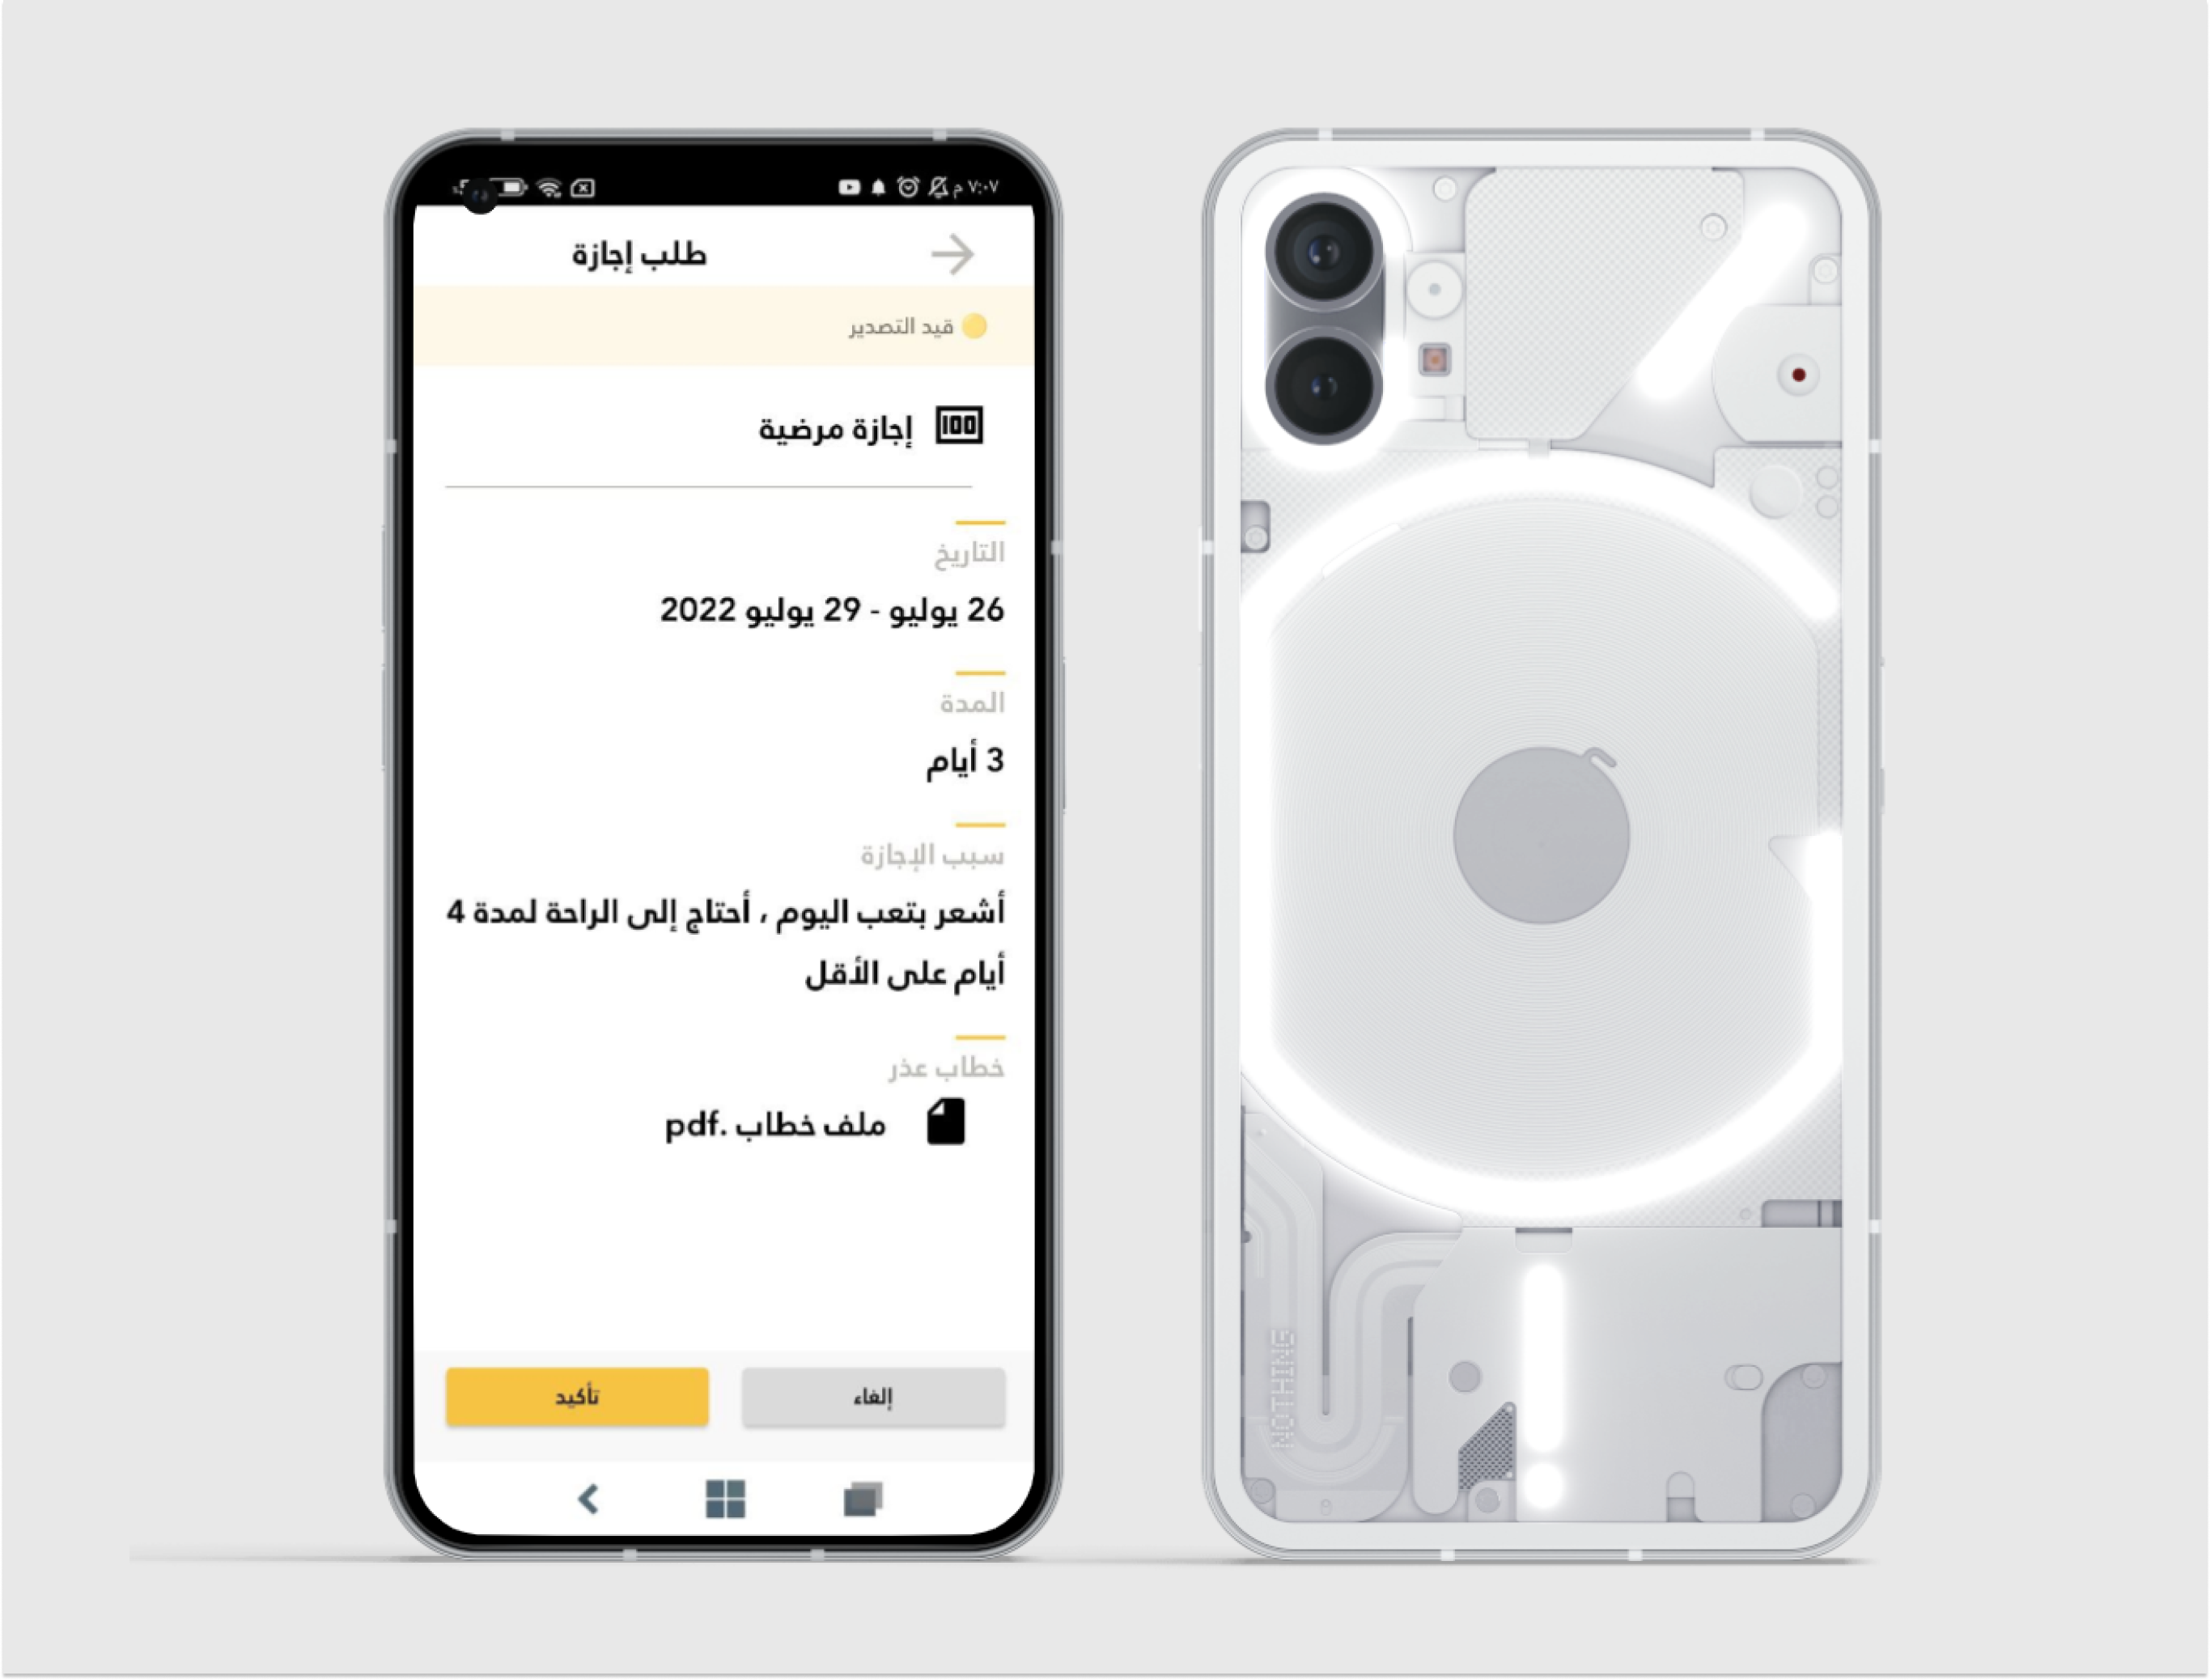 ٧:٠٧ م
طلب إجازة
قيد التصدير
100
إجازة مرضية
التاريخ
26 يوليو - 29 يوليو 2022
المدة
3 أيام
سبب الإجازة
أشعر بتعب اليوم ، أحتاج إلى الراحة لمدة 4
أيام على الأقل
خطاب عذر
ملف خطاب .pdf
إلغاء
تأكيد
NOTHING